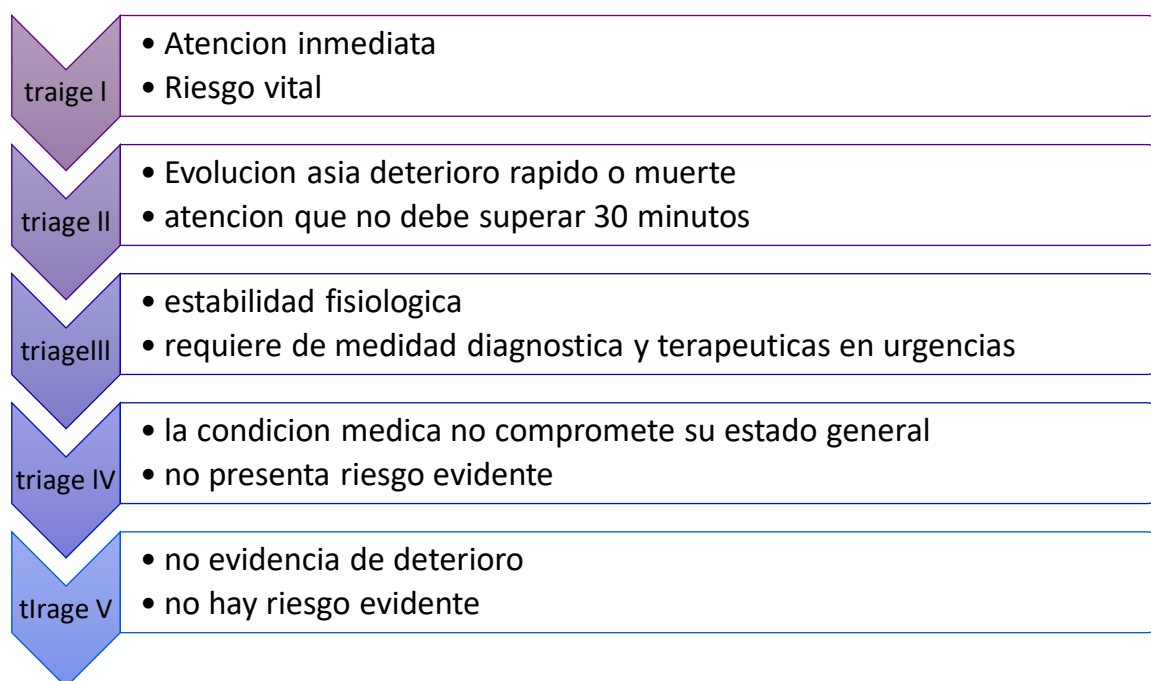 traige I
• Atencion inmediata
• Riesgo vital
triage II
• Evolucion asia deterioro rapido o muerte
• atencion que no debe superar 30 minutos
triageIII
• estabilidad fisiologica
• requiere de medidad diagnostica y terapeuticas en urgencias
triage IV
• la condicion medica no compromete su estado general
• no presenta riesgo evidente
tIrage V
• no evidencia de deterioro
• no hay riesgo evidente